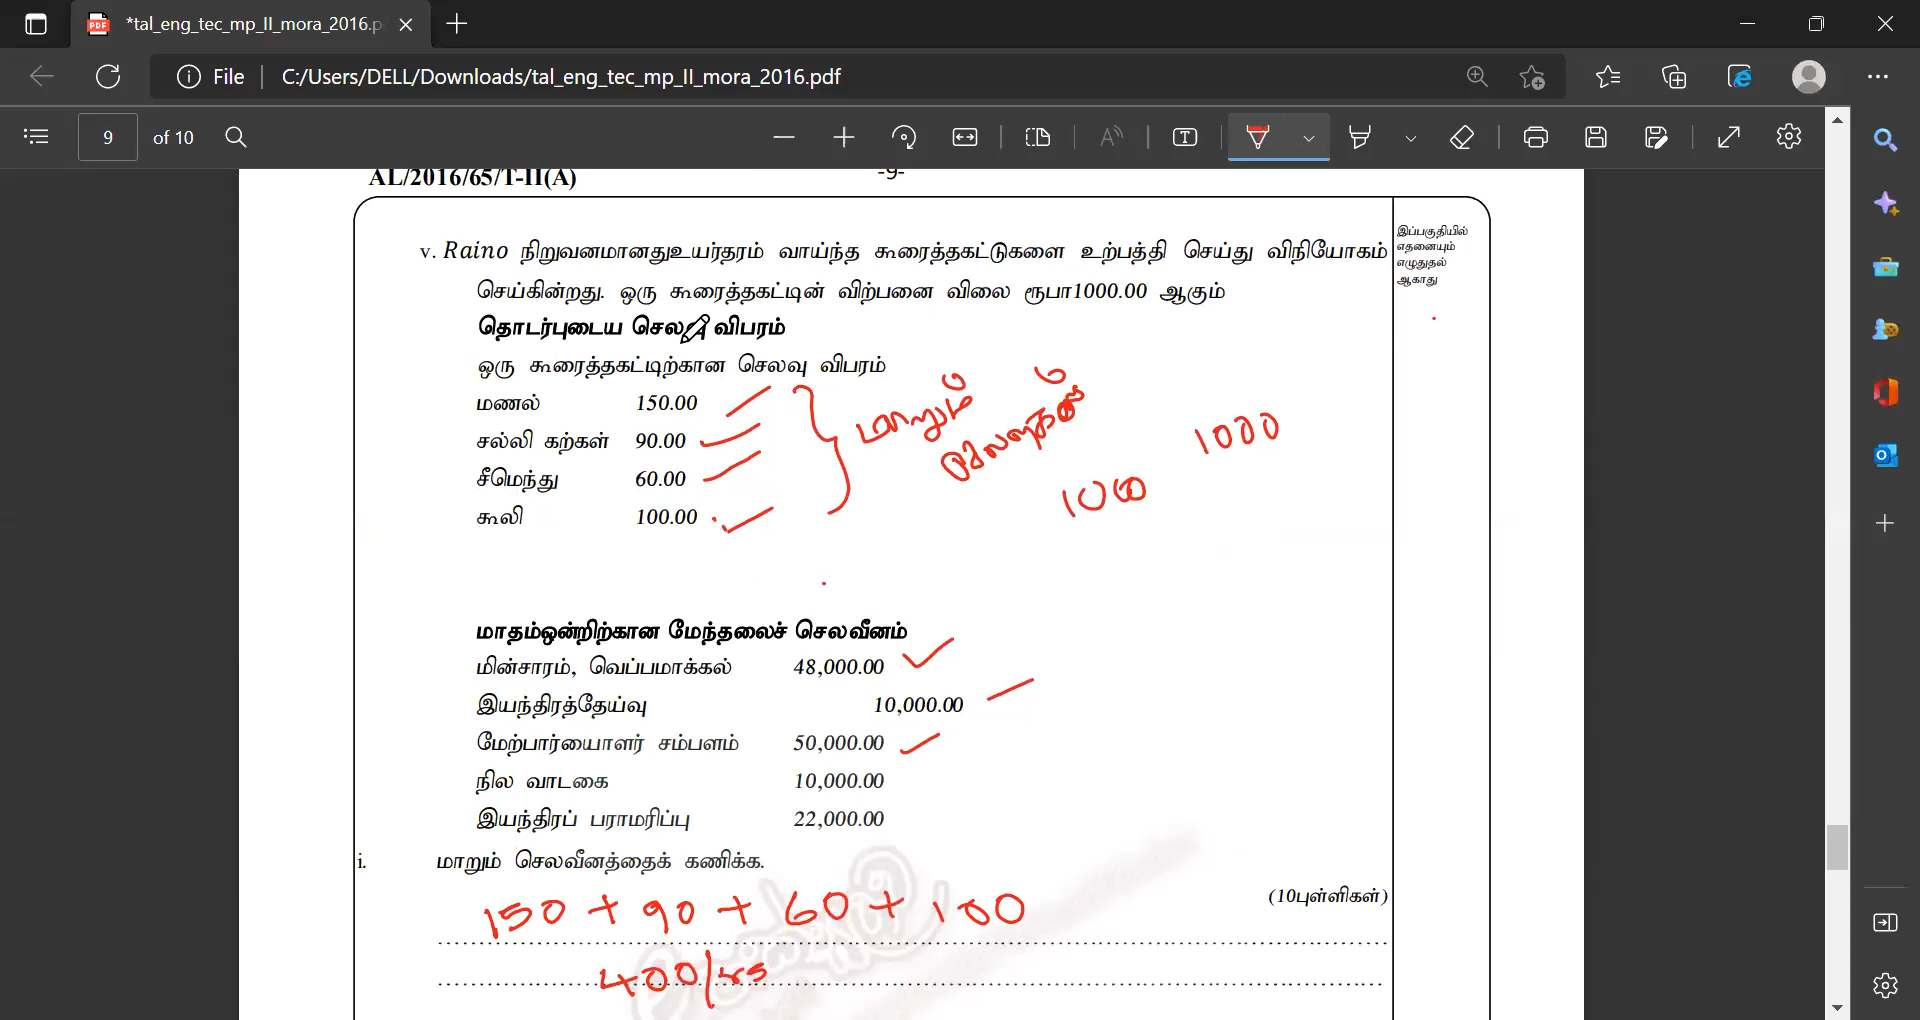 *tal_eng_tec_mp_II_mora_2016.p
File C:/Users/DELL/Downloads/tal_eng_tec_mp_II_mora_2016.pdf
9 of 10
AL/2016/65/T-II(A) -9-
v. Raino நிறுவனமானதுஉயர்தரம் வாய்ந்த கூரைத்தகட்டுகளை உற்பத்தி செய்து விநியோகம்
செய்கின்றது. ஒரு கூரைத்தகட்டின் விற்பனை விலை ரூபா1000.00 ஆகும்
இப்பகுதியில்
எதனையும்
எழுதுதல்
ஆகாது
தொடர்புடைய செலவு விபரம்
ஒரு கூரைத்தகட்டிற்கான செலவு விபரம்
மணல் 150.00
சல்லி கற்கள் 90.00
சீமெந்து 60.00
கூலி 100.00
மாறும்
செலவுகள்
1000
1000
மாதம்ஒன்றிற்கான மேந்தலைச் செலவீனம்
மின்சாரம், வெப்பமாக்கல் 48,000.00
இயந்திரத்தேய்வு 10,000.00
மேற்பார்யைாளர் சம்பளம் 50,000.00
நில வாடகை 10,000.00
இயந்திரப் பராமரிப்பு 22,000.00
i. மாறும் செலவீனத்தைக் கணிக்க.
(10புள்ளிகள்)
150 + 90 + 60 + 100
400/rs